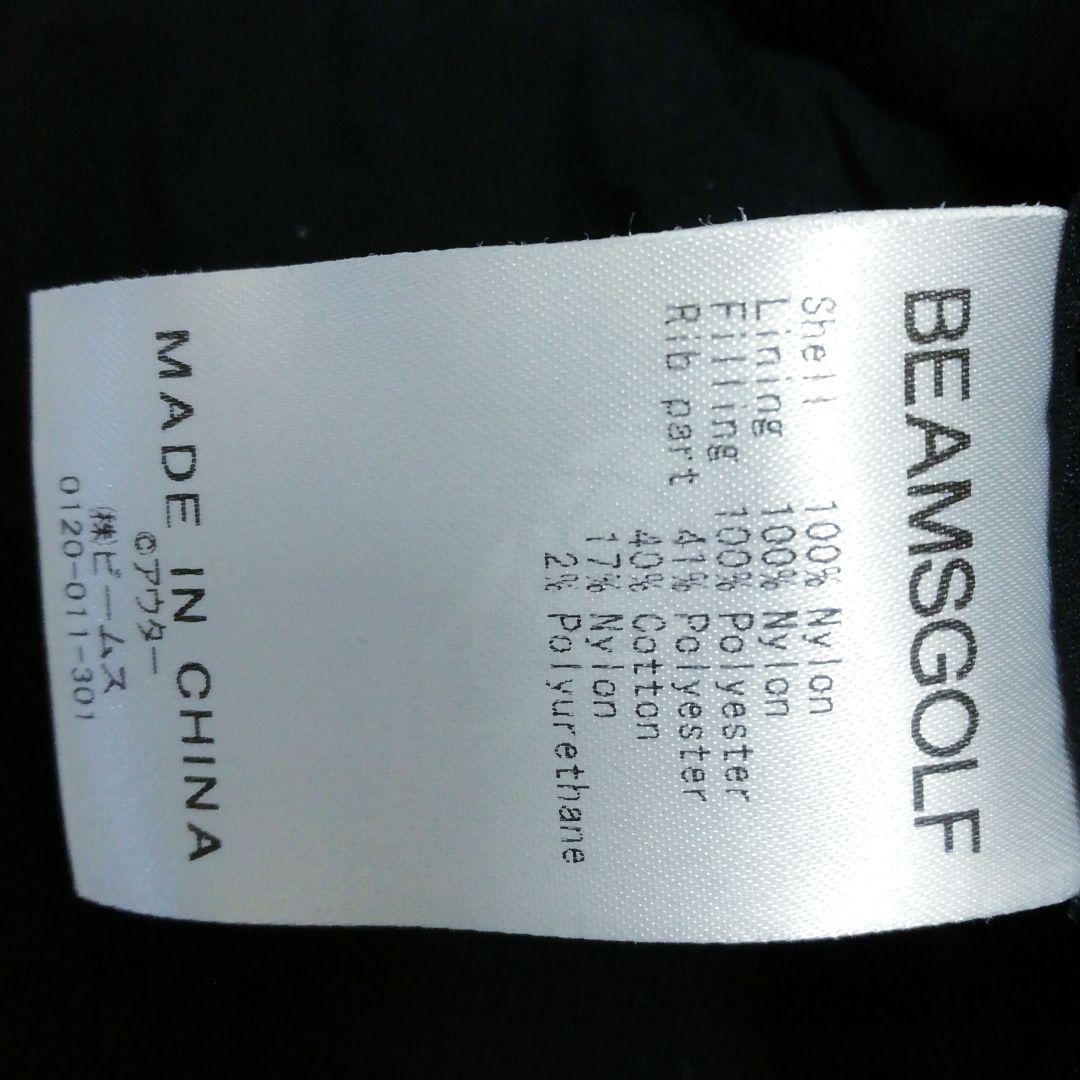 BEAMSGOLF
Shell 100% Nylon
Lining 100% Nylon
Filling 100% Polyester
Rib part 41% Polyester
40% Cotton
17% Nylon
2% Polyurethane
MADE IN CHINA
©アウター
㈱ビームス
0120-011-301